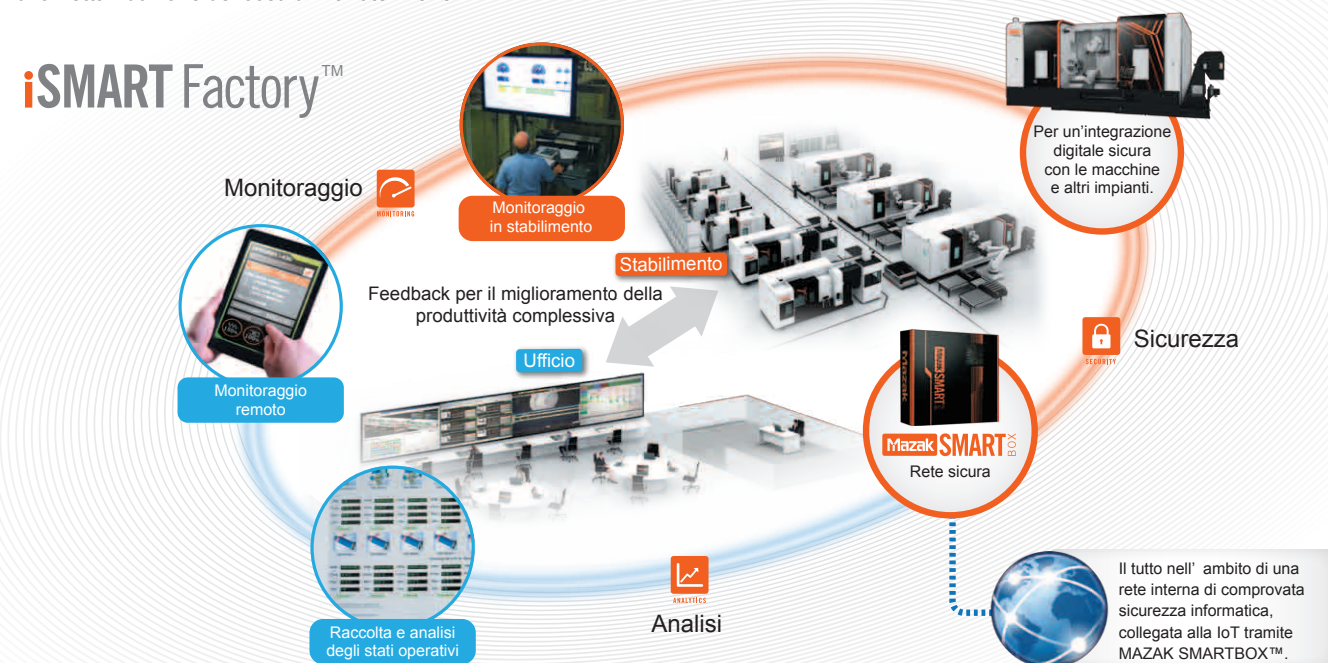 iSMART Factory™
Per un'integrazione
digitale sicura
con le macchine
e altri impianti.
Monitoraggio
MONITORING
Monitoraggio
in stabilimento
Stabilimento
Feedback per il miglioramento della
produttività complessiva
Ufficio
Monitoraggio
remoto
Sicurezza
SECURITY
Mazak
SMART
Mazak SMART BOX
Rete sicura
ANALYTICS
Analisi
Raccolta e analisi
degli stati operativi
Il tutto nell' ambito di una
rete interna di comprovata
sicurezza informatica,
collegata alla IoT tramite
MAZAK SMARTBOX™.